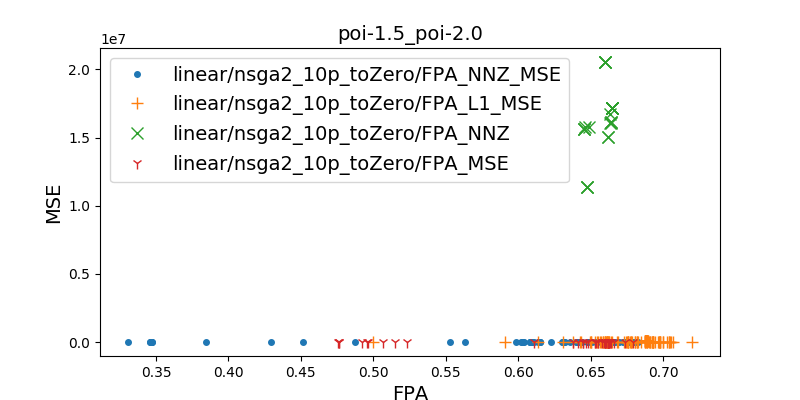 poi-1.5_poi-2.0
1e7
linear/nsga2_10p_toZero/FPA_NNZ_MSE
linear/nsga2_10p_toZero/FPA_L1_MSE
linear/nsga2_10p_toZero/FPA_NNZ
linear/nsga2_10p_toZero/FPA_MSE
2.0
1.5
1.0
0.5
0.0
MSE
0.35 0.40 0.45 0.50 0.55 0.60 0.65 0.70
FPA